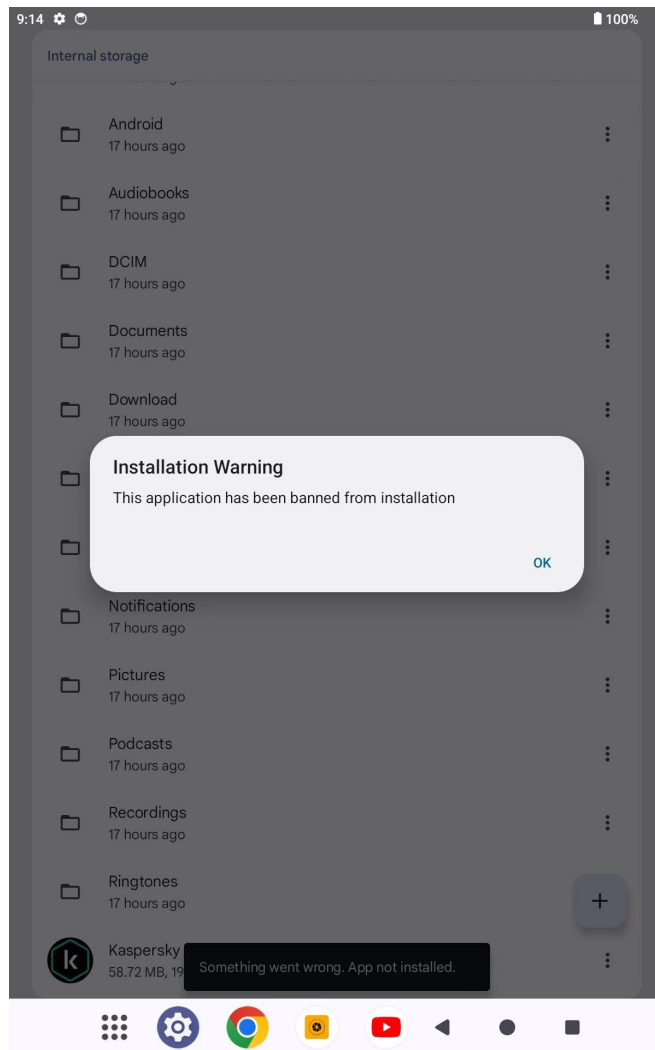 9:14
100%
Internal storage
Android
17 hours ago
Audiobooks
17 hours ago
DCIM
17 hours ago
Documents
17 hours ago
Download
17 hours ago
Installation Warning
This application has been banned from installation
OK
Notifications
17 hours ago
Pictures
17 hours ago
Podcasts
17 hours ago
Recordings
17 hours ago
Ringtones
17 hours ago
Kaspersky
58.72 MB, 19
Something went wrong. App not installed.